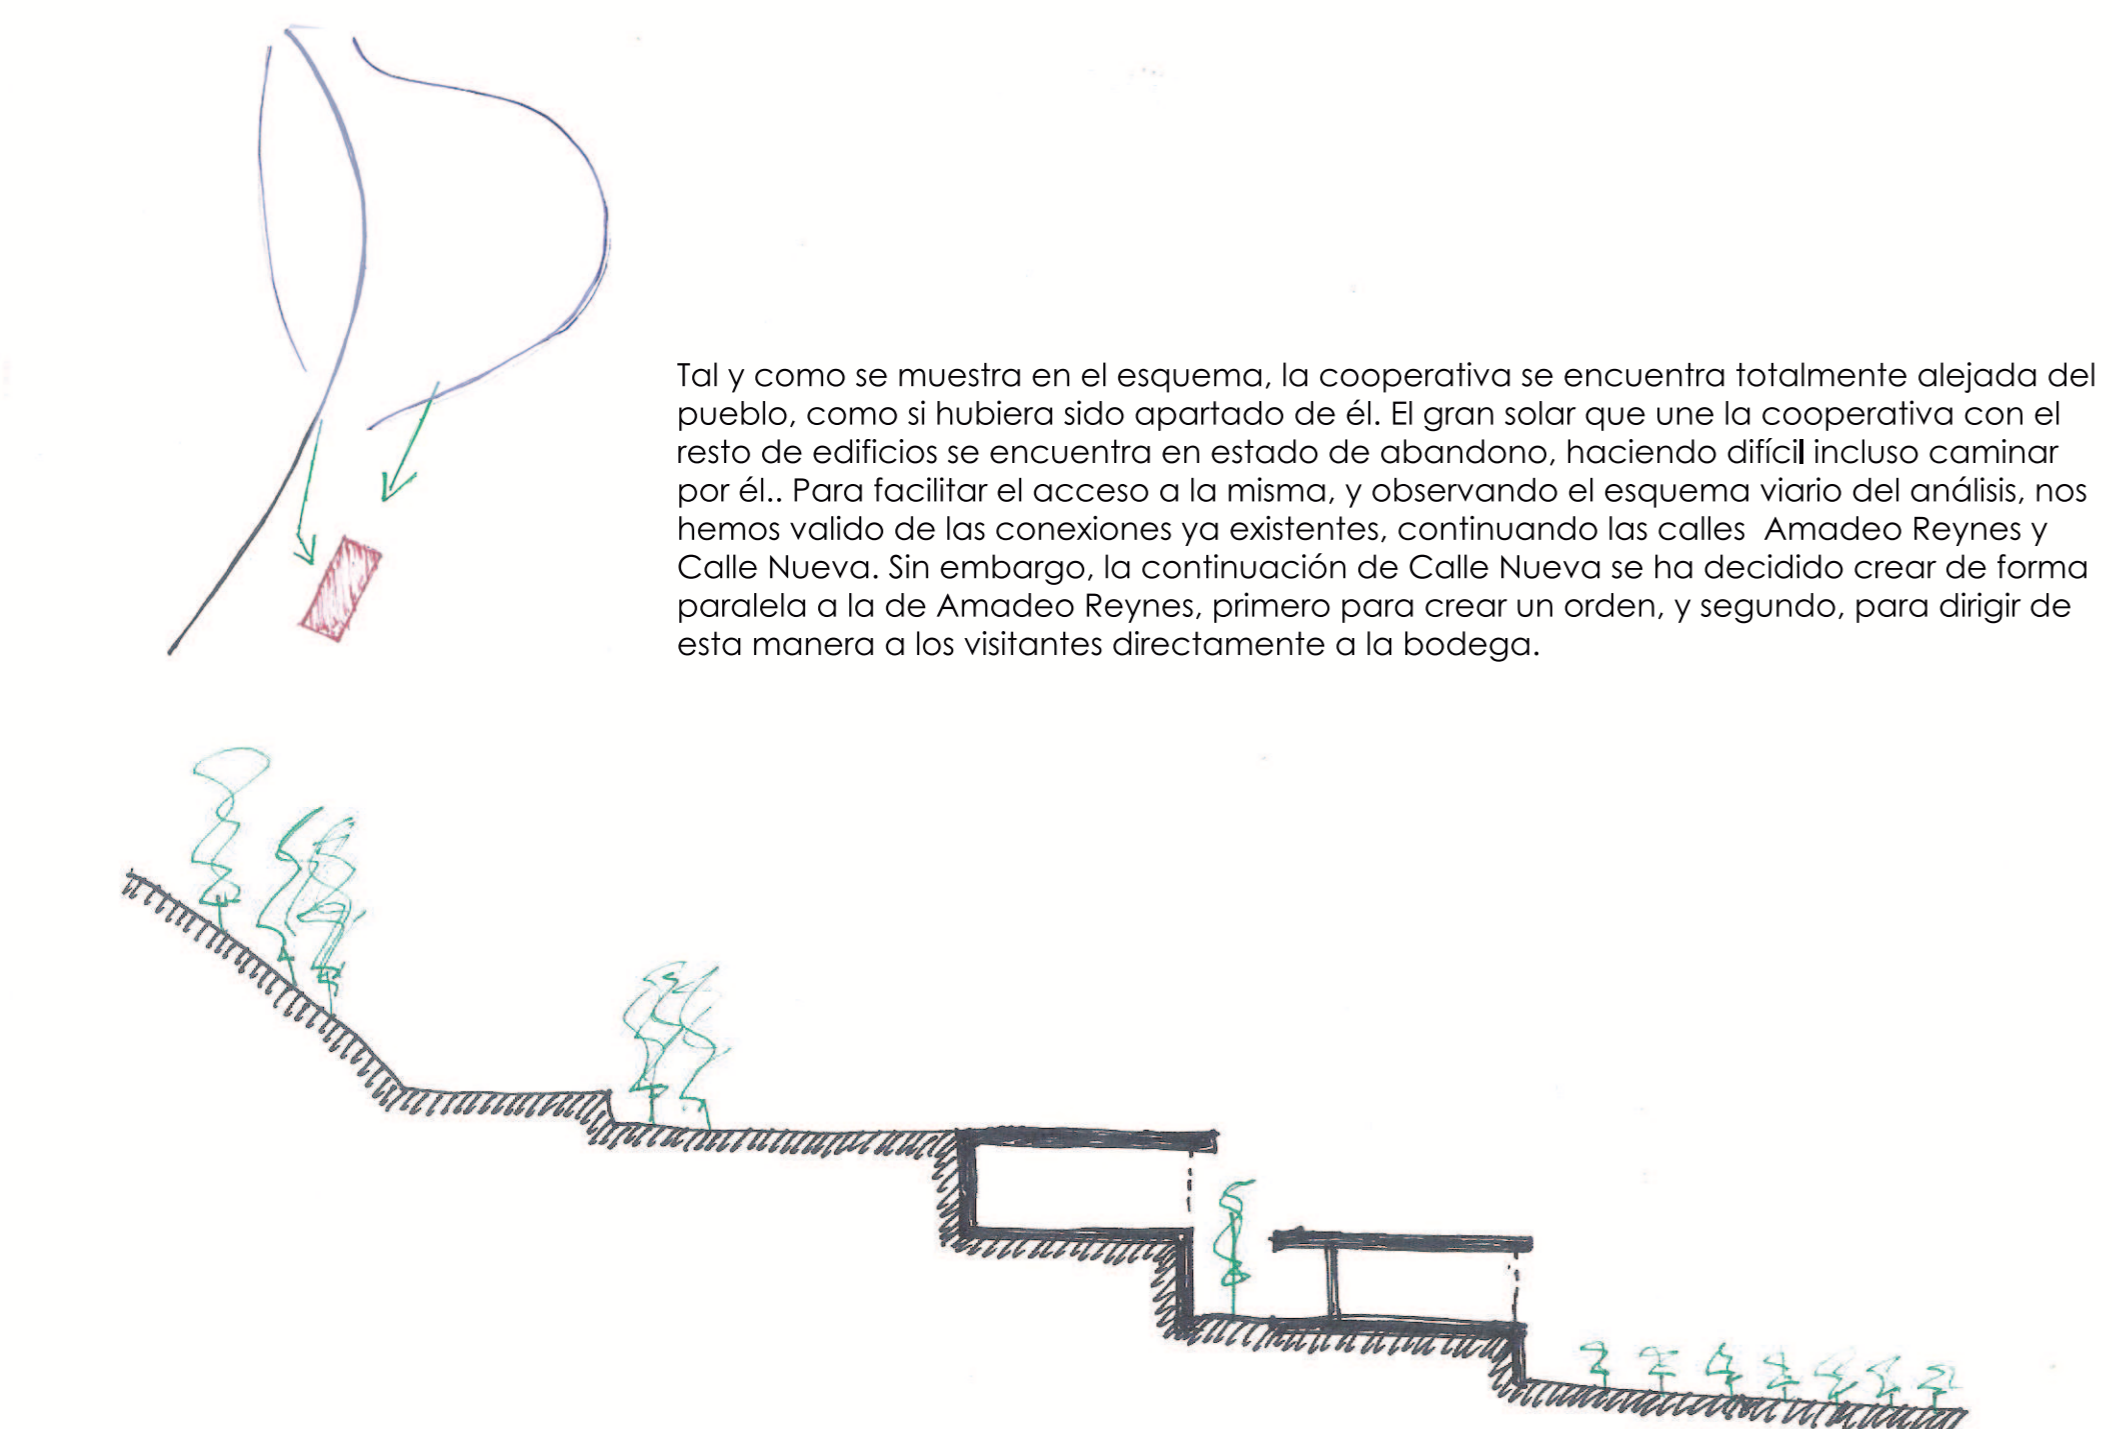 Tal y como se muestra en el esquema, la cooperativa se encuentra totalmente alejada del
pueblo, como si hubiera sido apartado de él. El gran solar que une la cooperativa con el
resto de edificios se encuentra en estado de abandono, haciendo difícil incluso caminar
por él.. Para facilitar el acceso a la misma, y observando el esquema viario del análisis, nos
hemos valido de las conexiones ya existentes, continuando las calles  Amadeo Reynes y
Calle Nueva. Sin embargo, la continuación de Calle Nueva se ha decidido crear de forma
paralela a la de Amadeo Reynes, primero para crear un orden, y segundo, para dirigir de
esta manera a los visitantes directamente a la bodega.